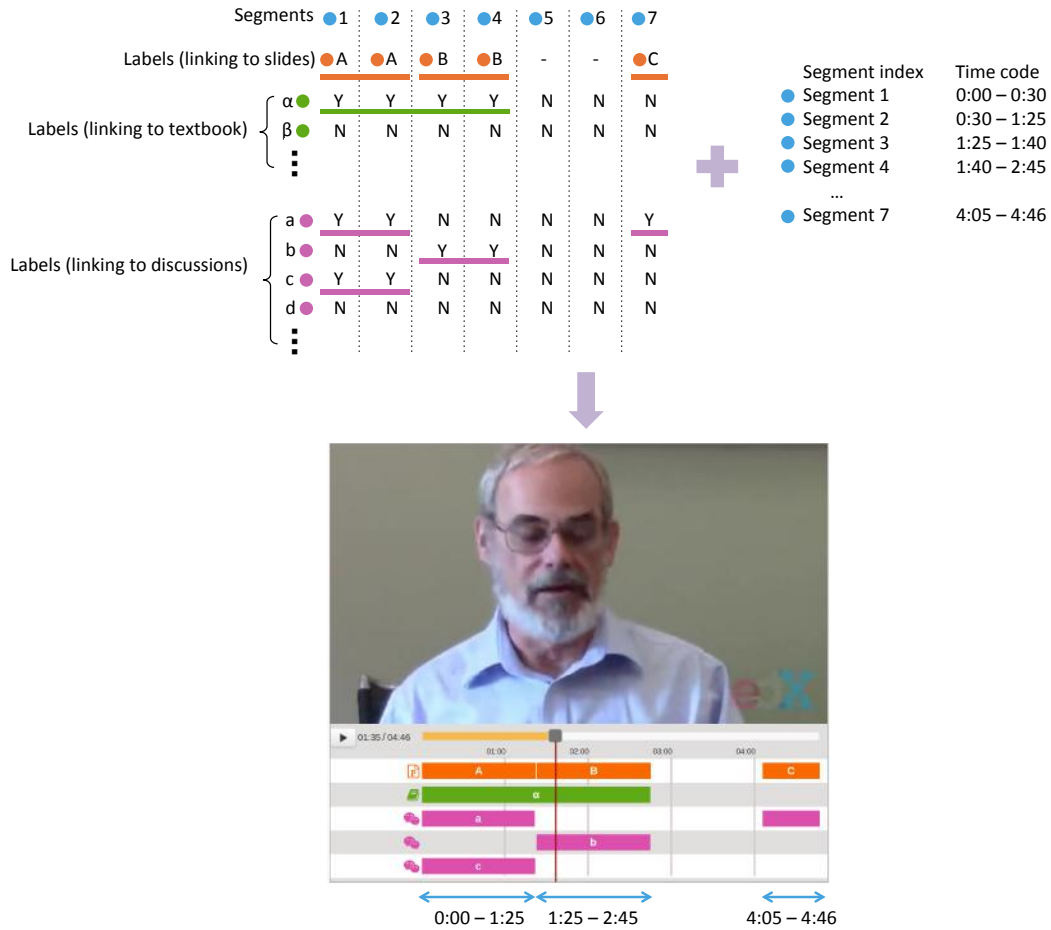 Segments 1 2 3 4 5 6 7
Labels (linking to slides) A A B B - - C
α Y Y Y Y N N N
Labels (linking to textbook)
β N N N N N N N
Segment index Time code
Segment 1 0:00 – 0:30
Segment 2 0:30 – 1:25
Segment 3 1:25 – 1:40
Segment 4 1:40 – 2:45
...
Segment 7 4:05 – 4:46
a Y Y N N N N Y
b N N Y Y N N N
Labels (linking to discussions)
c Y Y N N N N N
d N N N N N N N
edX
01:35 / 04:46
01:00 02:00 03:00 04:00
A B C
α
a
b
c
0:00 – 1:25 1:25 – 2:45 4:05 – 4:46